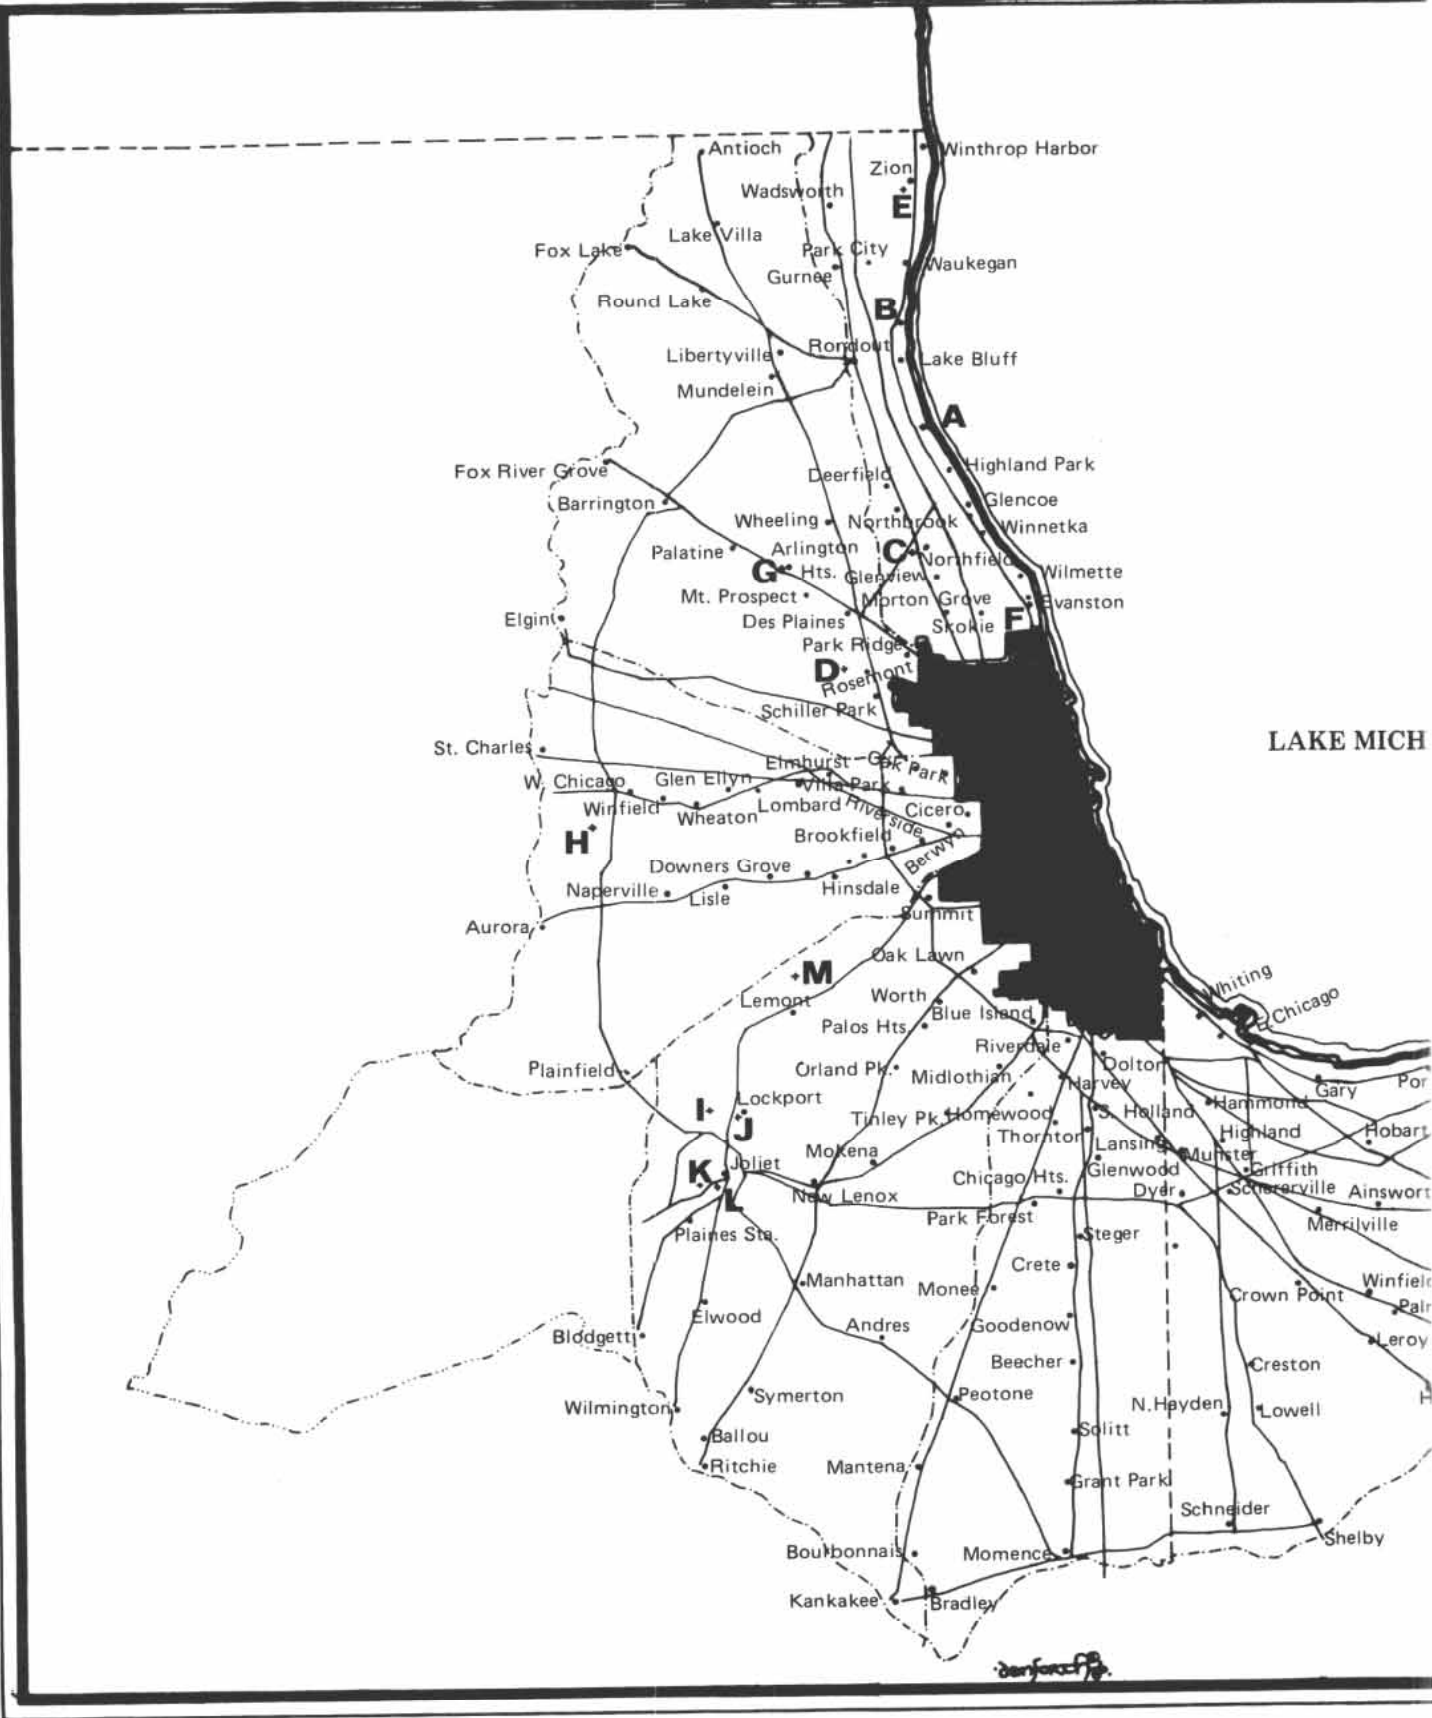 Antioch
Winthrop Harbor
Zion
Wadsworth
E
Lake Villa
Fox Lake
Park City
Waukegan
Gurnee
Round Lake
B
Rondout
Libertyville
Lake Bluff
Mundelein
A
Highland Park
Fox River Grove
Deerfield
Barrington
Glencoe
Wheeling
Northbrook
Winnetka
Palatine
Arlington
Hts.
C
Northfield
G
Glenview
Wilmette
Mt. Prospect
Morton Grove
Evanston
Elgin
Des Plaines
Skokie
F
Park Ridge
D
Rosemont
Schiller Park
LAKE MICH
St. Charles
Elmhurst
Oak Park
W. Chicago
Glen Ellyn
Villa Park
Winfield
Wheaton
Lombard
Riverside
Cicero
H
Brookfield
Berwyn
Downers Grove
Naperville
Lisle
Hinsdale
Summit
Aurora
Oak Lawn
M
Whiting
Lemont
Worth
Blue Island
E. Chicago
Palos Hts.
Riverdale
Plainfield
Orland Pk.
Midlothian
Dolton
Harvey
Gary
Por
I
Lockport
J
Tinley Pk.
Homewood
S. Holland
Hammond
Thornton
Lansing
Highland
Hobart
K
Joliet
Mokena
Munster
L
New Lenox
Chicago Hts.
Glenwood
Griffith
Dyer
Schererville
Ainswort
Plaines Sta.
Park Forest
Merrilville
Steger
Manhattan
Crete
Monee
Crown Point
Winfield
Palr
Elwood
Andres
Goodenow
Blodgett
Leroy
Beecher
Creston
Symerton
Peotone
Wilmington
N. Hayden
Lowell
H
Ballou
Solitt
Ritchie
Mantena
Grant Park
Schneider
Shelby
Bourbonnais
Momence
Kankakee
Bradley